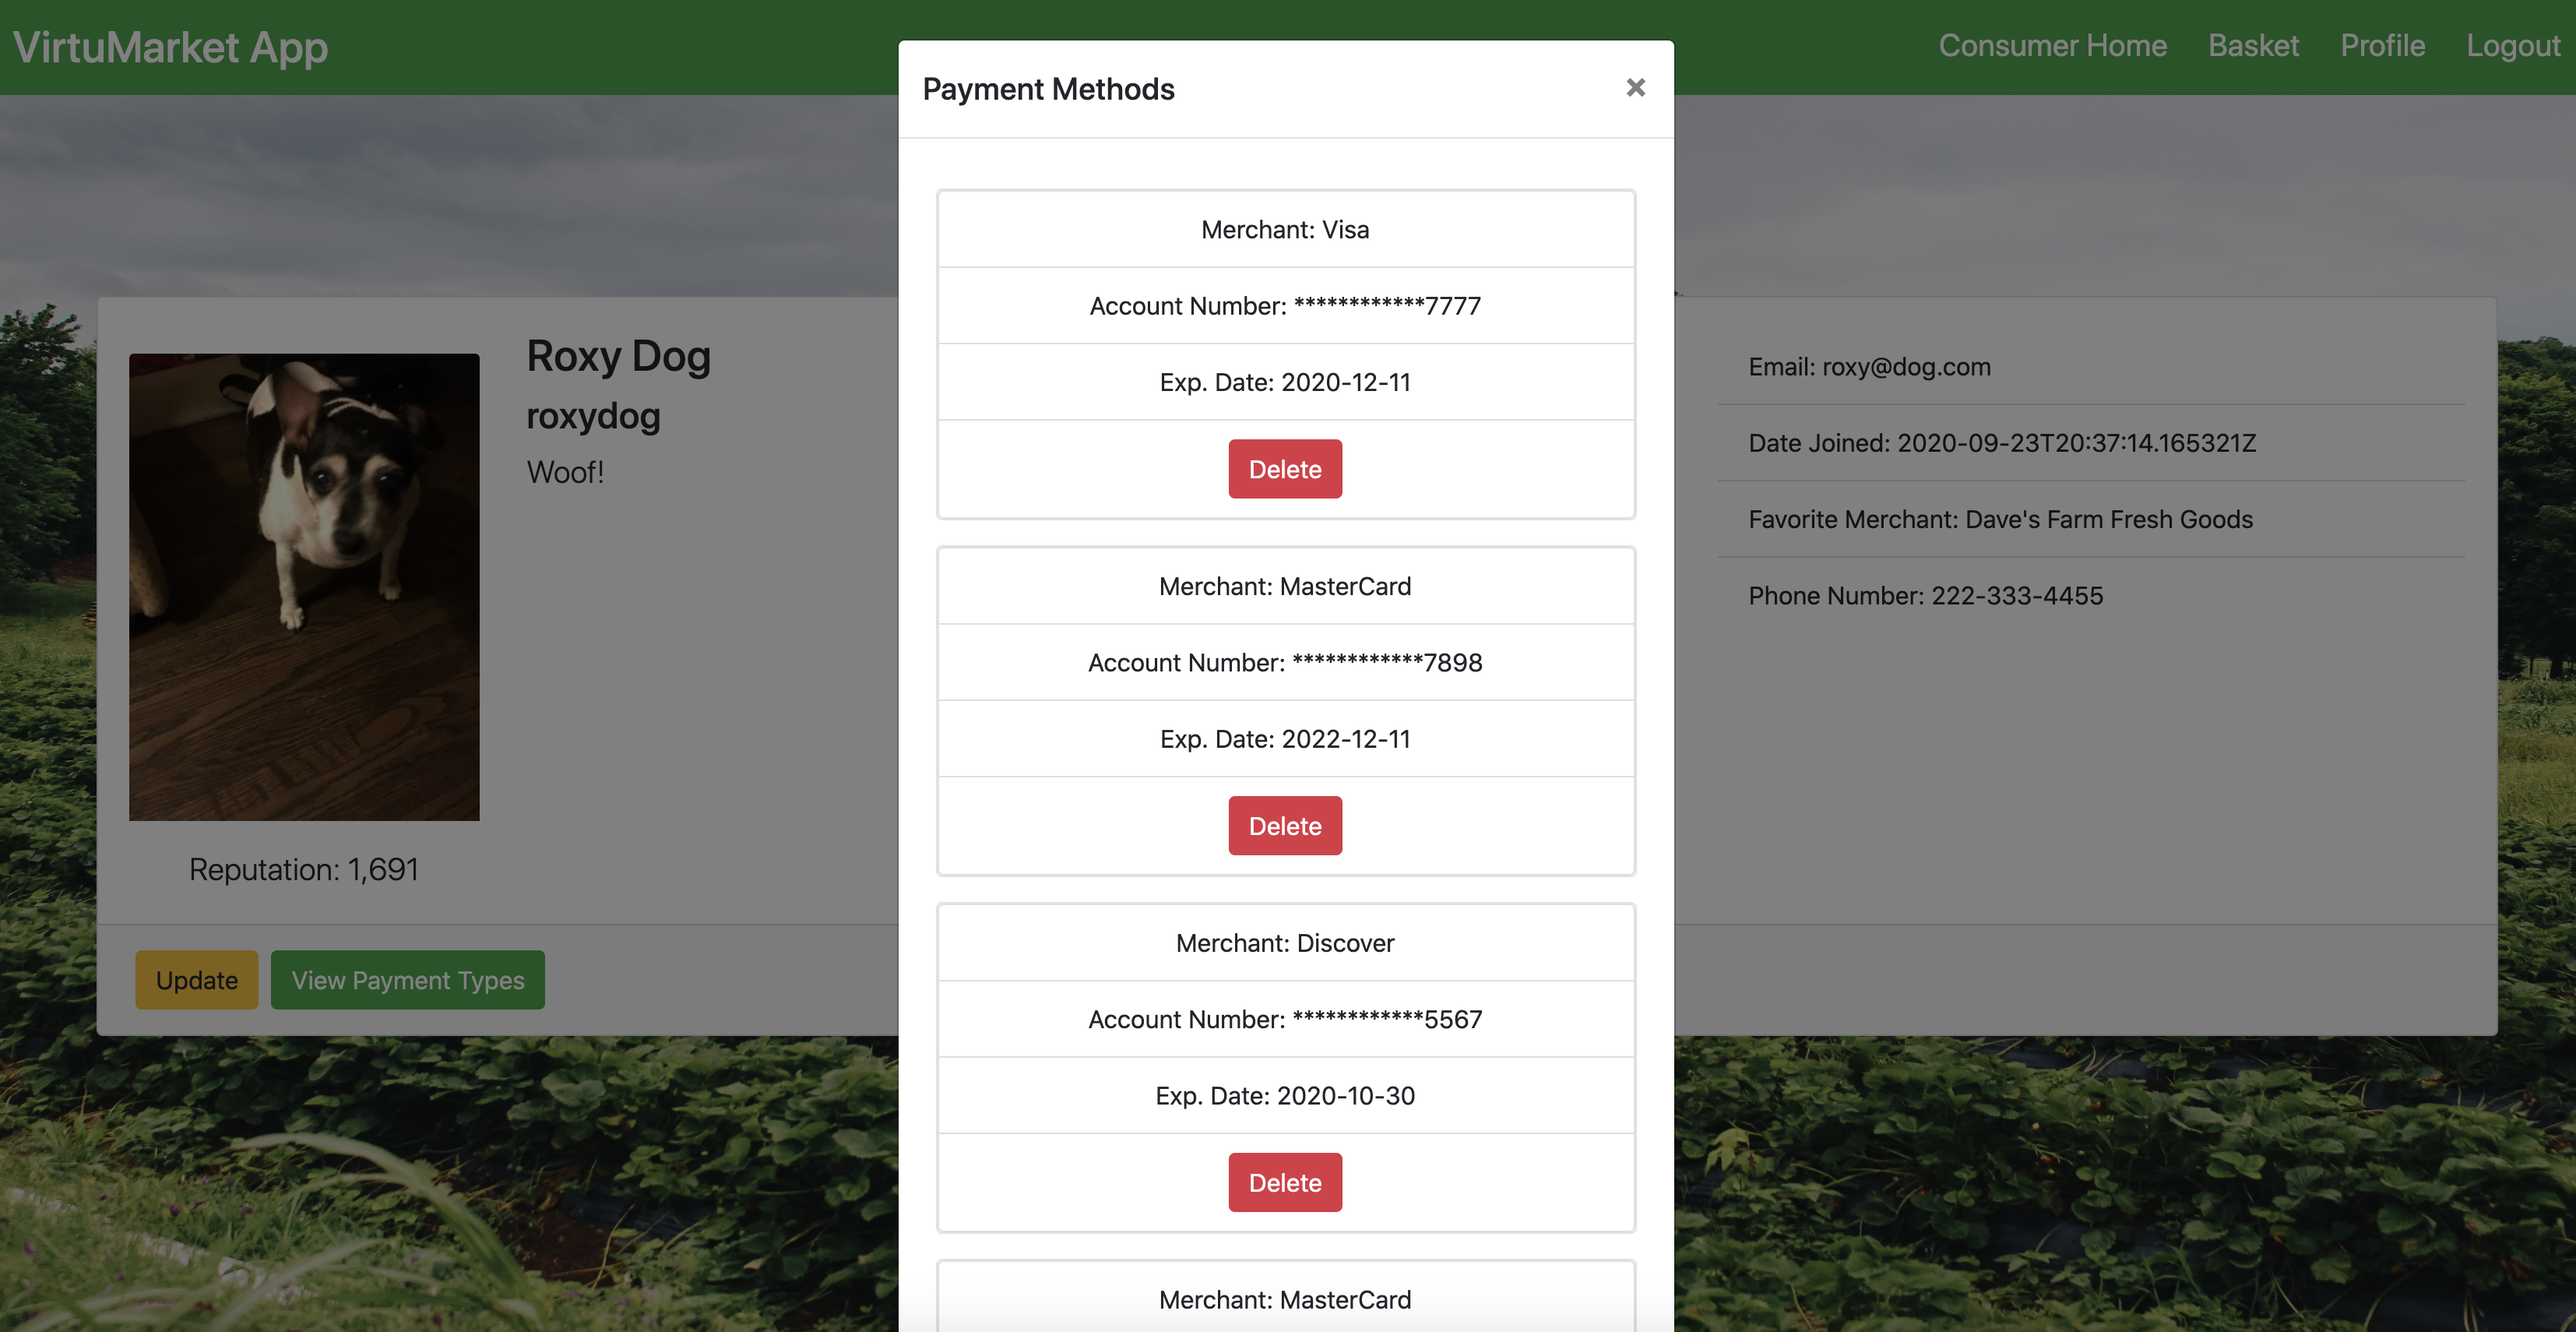 VirtuMarket App
Consumer Home Basket Profile Logout
Payment Methods
×
Merchant: Visa
Account Number: ************7777
Exp. Date: 2020-12-11
Delete
Merchant: MasterCard
Account Number: ************7898
Exp. Date: 2022-12-11
Delete
Merchant: Discover
Account Number: ************5567
Exp. Date: 2020-10-30
Delete
Merchant: MasterCard
Roxy Dog
roxydog
Woof!
Reputation: 1,691
Update View Payment Types
Email: roxy@dog.com
Date Joined: 2020-09-23T20:37:14.165321Z
Favorite Merchant: Dave's Farm Fresh Goods
Phone Number: 222-333-4455